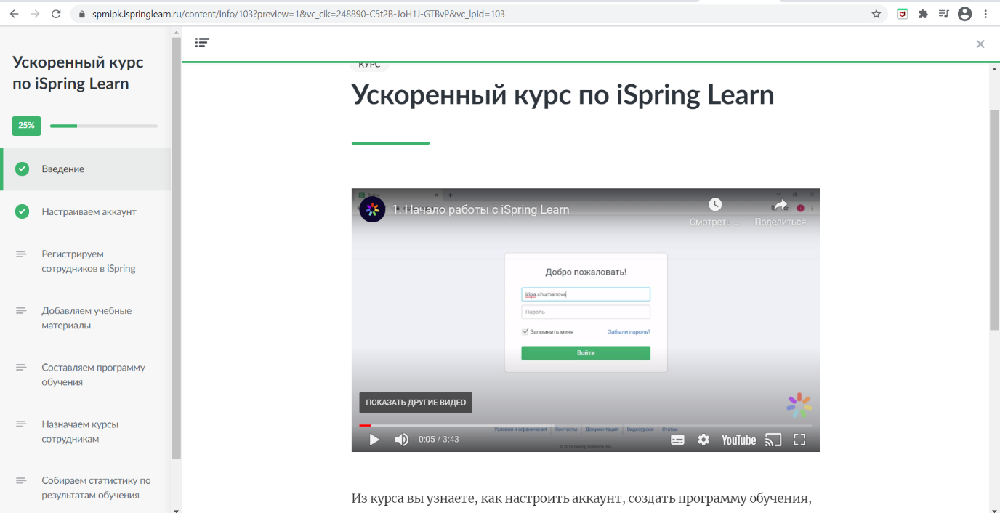 spmipk.ispringlearn.ru/content/info/103?preview=1&vc_cik=248890-C5t2B-JoH1J-GTBvP&vc_lpid=103
Ускоренный курс
по iSpring Learn
25%
Введение
Настраиваем аккаунт
Регистрируем
сотрудников в iSpring
Добавляем учебные
материалы
Составляем программу
обучения
Назначаем курсы
сотрудникам
Собираем статистику по
результатам обучения
КУРС
Ускоренный курс по iSpring Learn
1. Начало работы с iSpring Learn
Смотреть...
Поделиться
Добро пожаловать!
irina.chumanova
Пароль
Запомнить меня
Забыли пароль?
Войти
ПОКАЗАТЬ ДРУГИЕ ВИДЕО
Условия и ограничения
Контакты
Документация
Видеоуроки
Статьи
0:05 / 3:43
YouTube
Из курса вы узнаете, как настроить аккаунт, создать программу обучения,